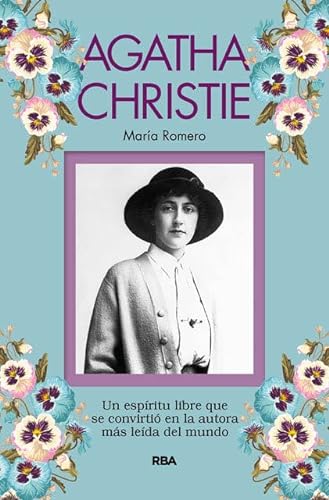 AGATHA
CHRISTIE
María Romero
Un espíritu libre que
se convirtió en la autora
más leída del mundo
RBA